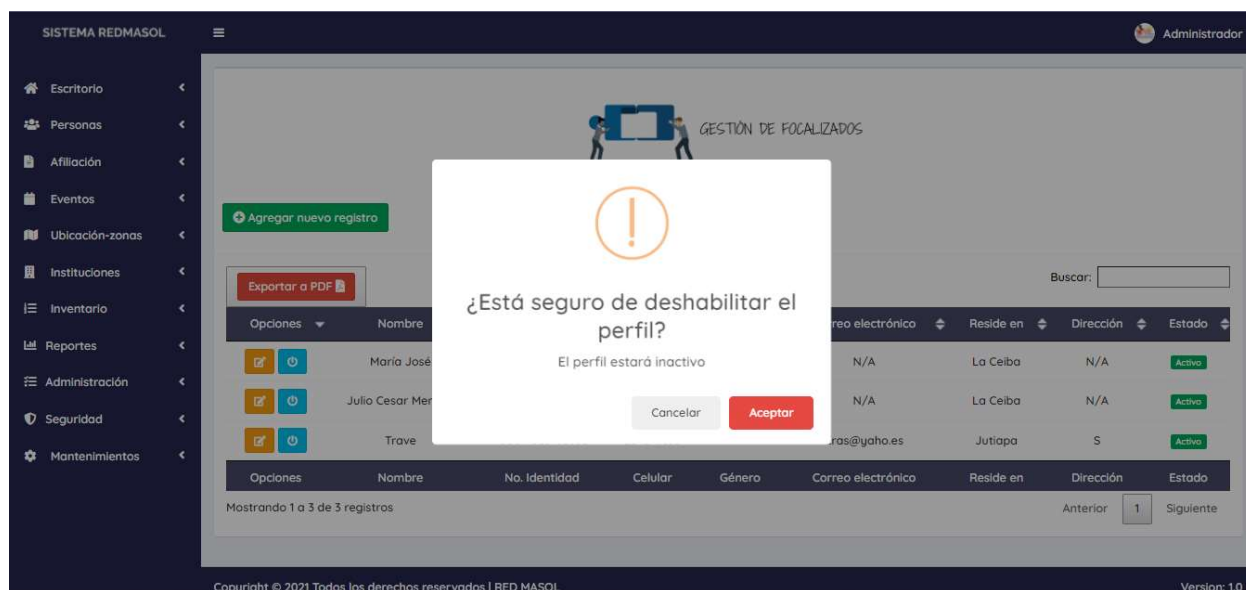 SISTEMA REDMASOL
Administrador
Escritorio
Personas
Afiliación
Eventos
Ubicación-zonas
Instituciones
Inventario
Reportes
Administración
Seguridad
Mantenimientos
GESTIÓN DE FOCALIZADOS
Agregar nuevo registro
Exportar a PDF
Buscar:
¿Está seguro de deshabilitar el
perfil?
El perfil estará inactivo
Cancelar Aceptar
Opciones Nombre reo electrónico Reside en Dirección Estado
María José N/A La Ceiba N/A Activo
Julio Cesar Mer N/A La Ceiba N/A Activo
Trave ras@yaho.es Jutiapa S Activo
Opciones Nombre No. Identidad Celular Género Correo electrónico Reside en Dirección Estado
Mostrando 1 a 3 de 3 registros
Anterior 1 Siguiente
Copyright © 2021 Todos los derechos reservados | RED MASOL
Version: 1.0